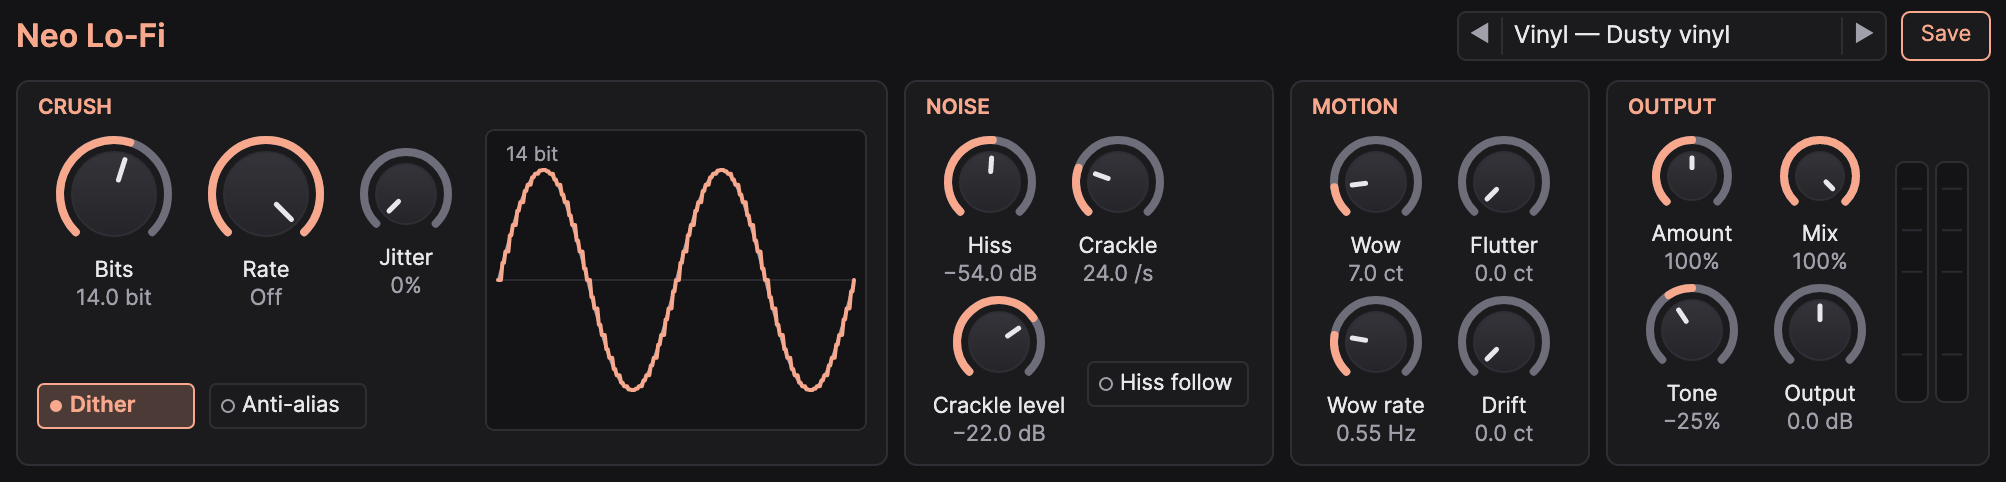 Neo Lo-Fi
Vinyl — Dusty vinyl
Save
CRUSH
Bits
14.0 bit
Rate
Off
Jitter
0%
Dither
Anti-alias
14 bit
NOISE
Hiss
−54.0 dB
Crackle
24.0 /s
Crackle level
−22.0 dB
Hiss follow
MOTION
Wow
7.0 ct
Flutter
0.0 ct
Wow rate
0.55 Hz
Drift
0.0 ct
OUTPUT
Amount
100%
Mix
100%
Tone
−25%
Output
0.0 dB